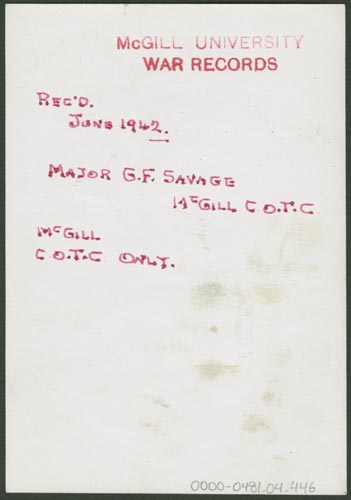 McGILL UNIVERSITY
WAR RECORDS
REC'D.
JUNE 1942.
MAJOR G.F. SAVAGE
McGILL C.O.T.C
McGILL
C.O.T.C ONLY.
0000-0481.04.446